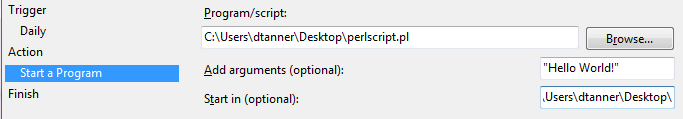 Trigger
Daily
Action
Start a Program
Finish
Program/script:
C:\Users\dtanner\Desktop\perlscript.pl
Browse...
Add arguments (optional):
"Hello World!"
Start in (optional):
\Users\dtanner\Desktop\